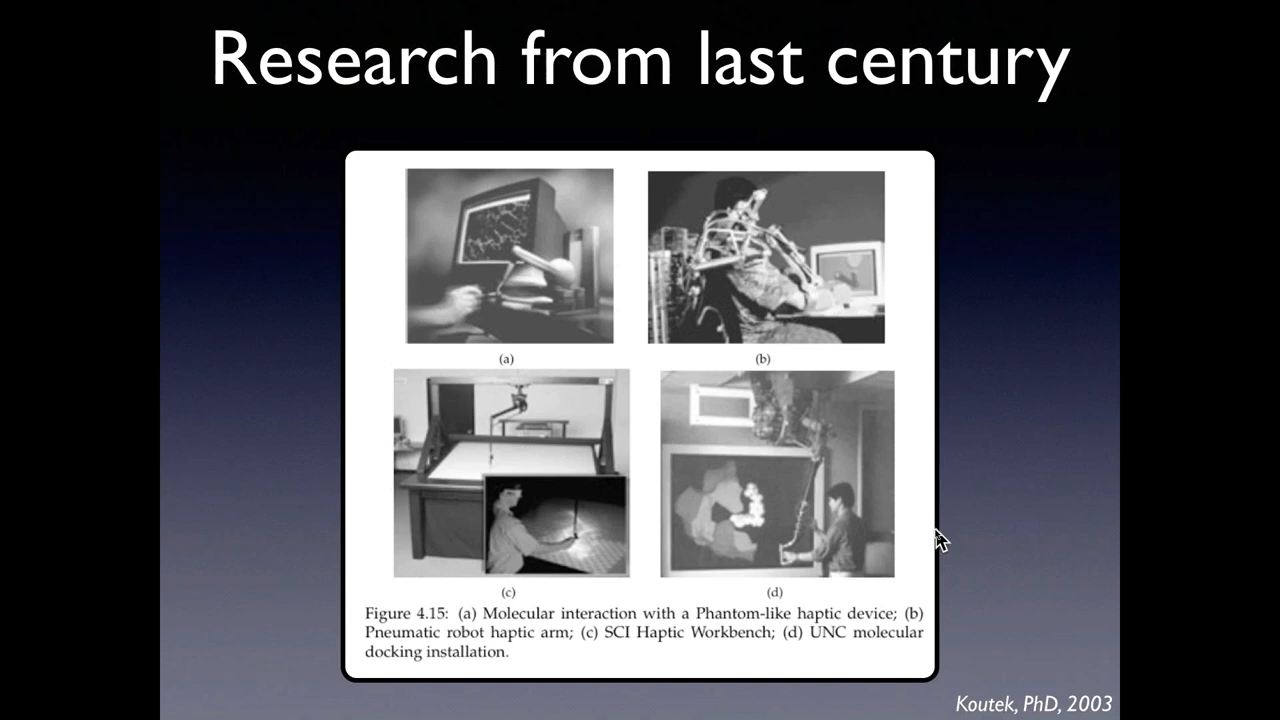 Research from last century
(a)
(b)
(c)
(d)
Figure 4.15: (a) Molecular interaction with a Phantom-like haptic device; (b)
Pneumatic robot haptic arm; (c) SCI Haptic Workbench; (d) UNC molecular
docking installation.
Koutek, PhD, 2003